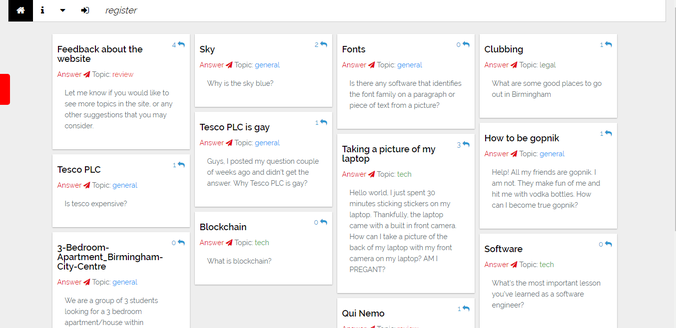 register
Feedback about the
website
4
Answer Topic: review
Let me know if you would like to
see more topics in the site, or any
other suggestions that you may
consider.
Tesco PLC
1
Answer Topic: general
Is tesco expensive?
3-Bedroom-
Apartment_Birmingham-
City-Centre
0
Answer Topic: general
We are a group of 3 students
looking for a 3 bedroom
apartment/house within
Sky
2
Answer Topic: general
Why is the sky blue?
Tesco PLC is gay
1
Answer Topic: general
Guys, I posted my question couple
of weeks ago and didn't get the
answer. Why Tesco PLC is gay?
Blockchain
0
Answer Topic: tech
What is blockchain?
Fonts
0
Answer Topic: general
Is there any software that identifies
the font family on a paragraph or
piece of text from a picture?
Taking a picture of my
laptop
3
Answer Topic: tech
Hello world. I just spent 30
minutes sticking stickers on my
laptop. Thankfully, the laptop
came with a built in front camera.
How can I take a picture of the
back of my laptop with my front
camera on my laptop? AM I
PREGANT?
Qui Nemo
1
Clubbing
1
Answer Topic: legal
What are some good places to go
out in Birmingham
How to be gopnik
1
Answer Topic: general
Help! All my friends are gopnik. I
am not. They make fun of me and
hit me with vodka bottles. How
can I become true gopnik?
Software
0
Answer Topic: tech
What's the most important lesson
you've learned as a software
engineer?